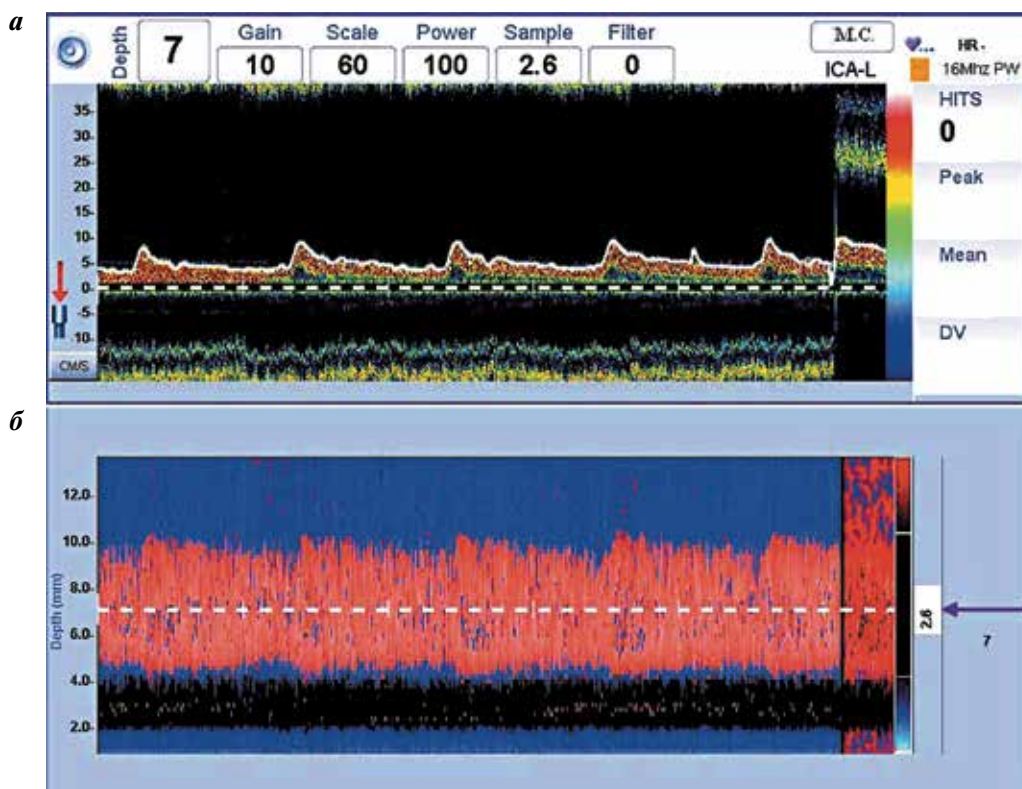 а
Depth 7 Gain 10 Scale 60 Power 100 Sample 2.6 Filter 0
M.C.
ICA-L
HR.
16Mhz PW
HITS
0
Peak
Mean
DV
35
30
25
20
15
10
5
0
-5
-10
CM/S
б
Depth (mm)
12.0
10.0
8.0
6.0
4.0
2.0
2.6
7